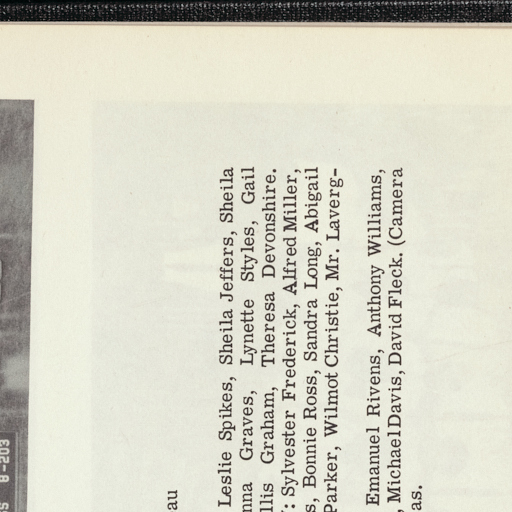 au
Leslie Spikes, Sheila Jeffers, Sheila
nna Graves, Lynette Styles, Gail
llis Graham, Theresa Devonshire.
: Sylvester Frederick, Alfred Miller,
s, Bonnie Ross, Sandra Long, Abigail
Parker, Wilmot Christie, Mr. Laverg-
Emanuel Rivens, Anthony Williams,
, Michael Davis, David Fleck. (Camera
as.
S 8-203